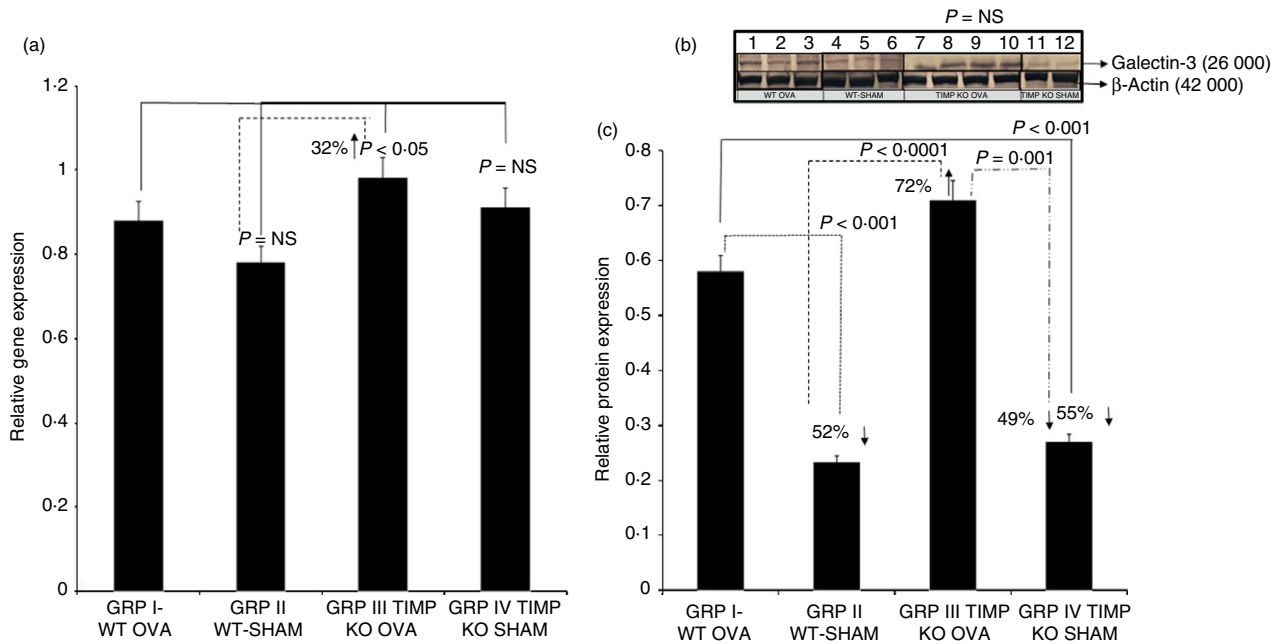 (a)
1·2
1
0·8
0·6
0·4
0·2
0
Relative gene expression
32%
P < 0·05
P = NS
P = NS
GRP I-
WT OVA
GRP II
WT-SHAM
GRP III TIMP
KO OVA
GRP IV TIMP
KO SHAM
(b)
P = NS
1 2 3 4 5 6 7 8 9 10 11 12
Galectin-3 (26 000)
β-Actin (42 000)
WT OVA WT-SHAM TIMP KO OVA TIMP KO SHAM
(c)
0·8
0·7
0·6
0·5
0·4
0·3
0·2
0·1
0
Relative protein expression
P < 0·001
P < 0·0001
P = 0·001
72%
P < 0·001
52%
49%
55%
GRP I-
WT OVA
GRP II
WT-SHAM
GRP III TIMP
KO OVA
GRP IV TIMP
KO SHAM